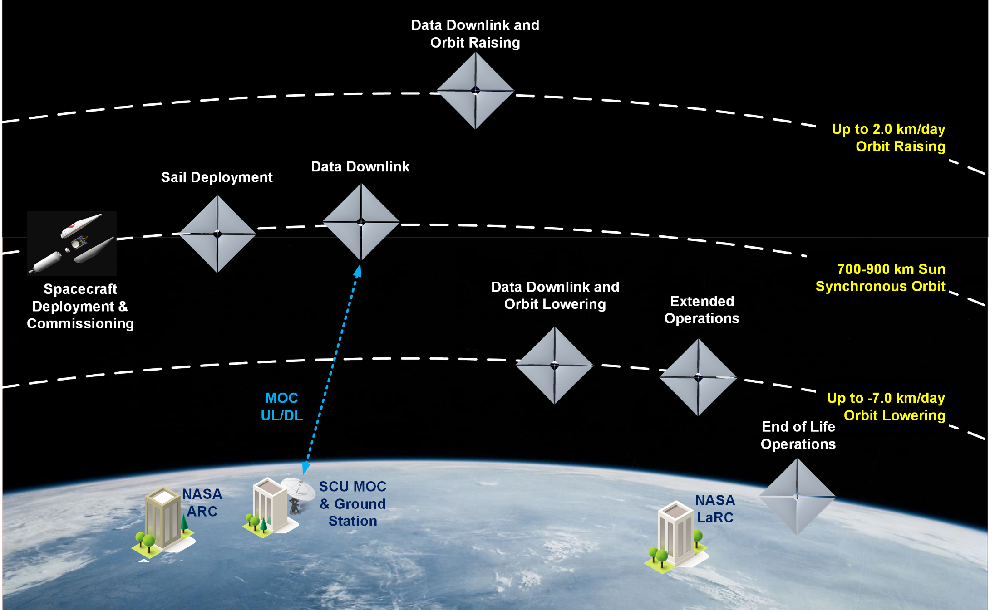 Data Downlink and
Orbit Raising
Up to 2.0 km/day
Orbit Raising
Data Downlink
Sail Deployment
700-900 km Sun
Synchronous Orbit
Spacecraft
Deployment &
Commissioning
Data Downlink and
Orbit Lowering
Extended
Operations
MOC
UL/DL
Up to -7.0 km/day
Orbit Lowering
End of Life
Operations
NASA
ARC
SCU MOC
& Ground
Station
NASA
LaRC